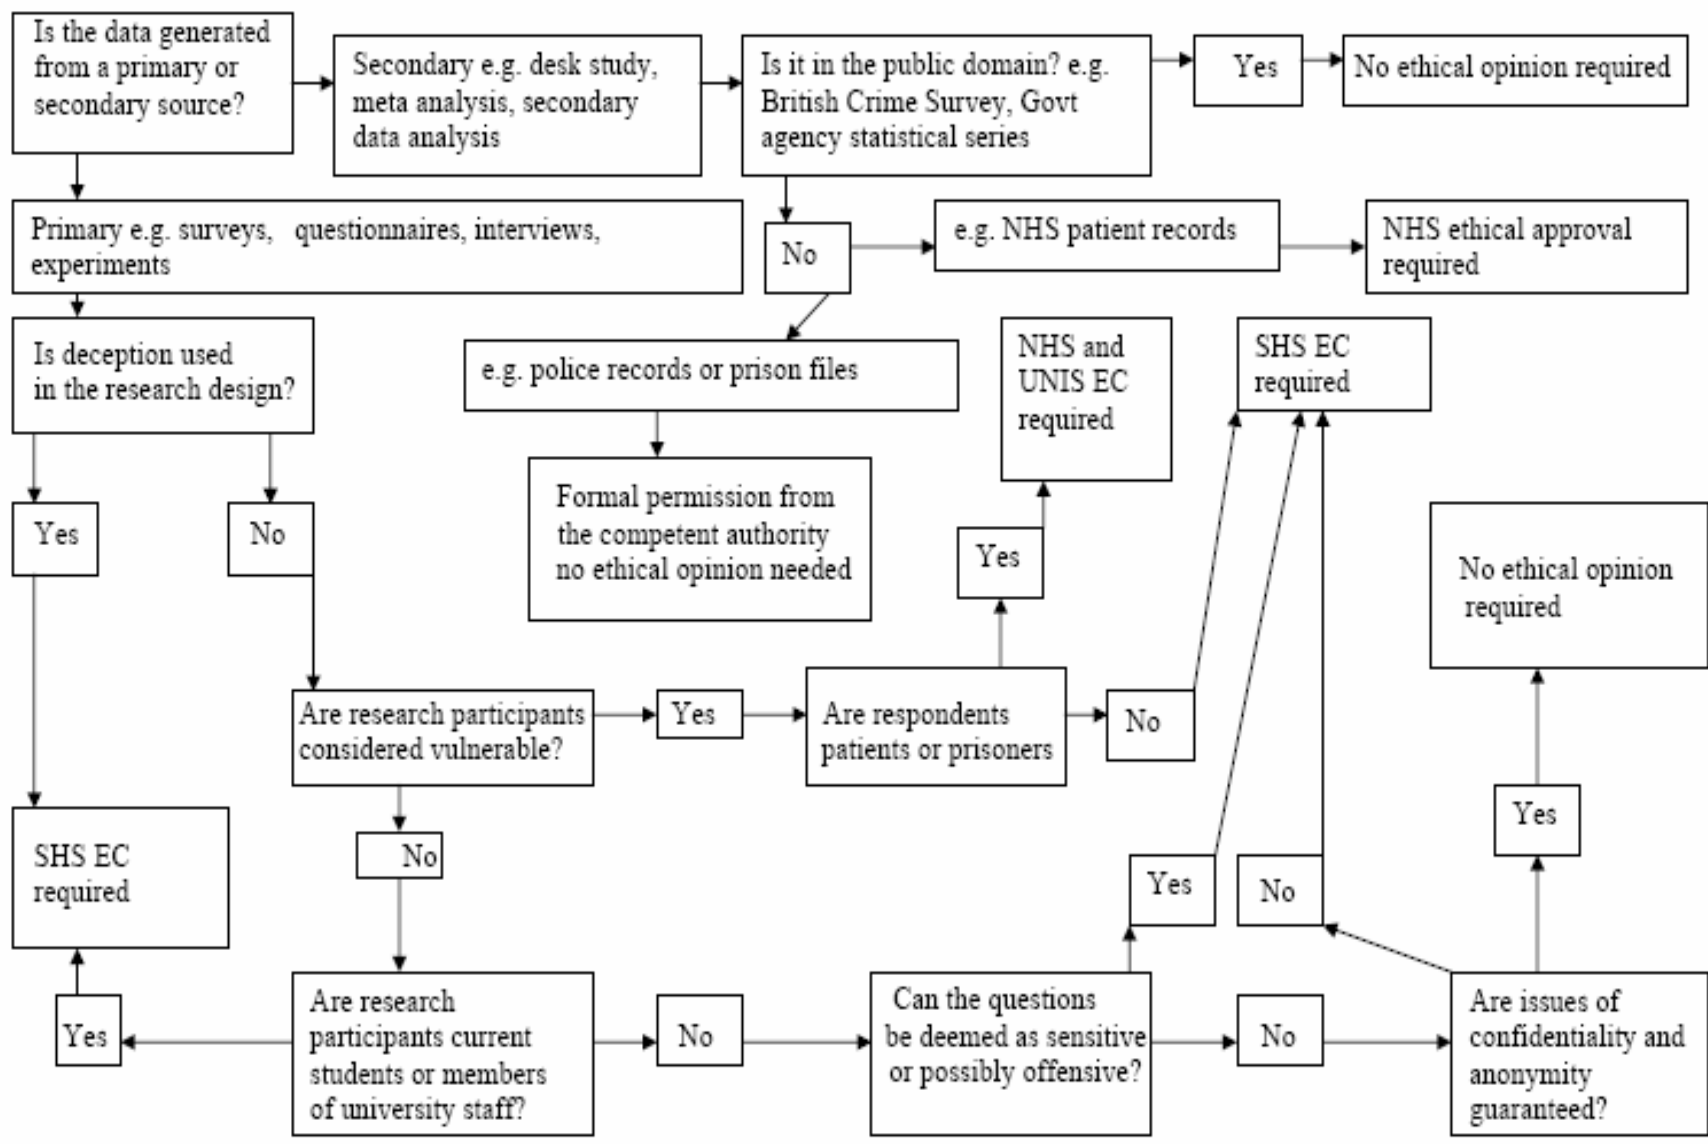 Is the data generated
from a primary or
secondary source?
Secondary e.g. desk study,
meta analysis, secondary
data analysis
Is it in the public domain? e.g.
British Crime Survey, Govt
agency statistical series
Yes
No ethical opinion required
Primary e.g. surveys, questionnaires, interviews,
experiments
No
e.g. NHS patient records
NHS ethical approval
required
Is deception used
in the research design?
e.g. police records or prison files
NHS and
UNIS EC
required
SHS EC
required
Yes
No
Formal permission from
the competent authority
no ethical opinion needed
Yes
No ethical opinion
required
Are research participants
considered vulnerable?
Yes
Are respondents
patients or prisoners
No
SHS EC
required
No
Yes
No
Yes
Yes
Are research
participants current
students or members
of university staff?
No
Can the questions
be deemed as sensitive
or possibly offensive?
No
Are issues of
confidentiality and
anonymity
guaranteed?